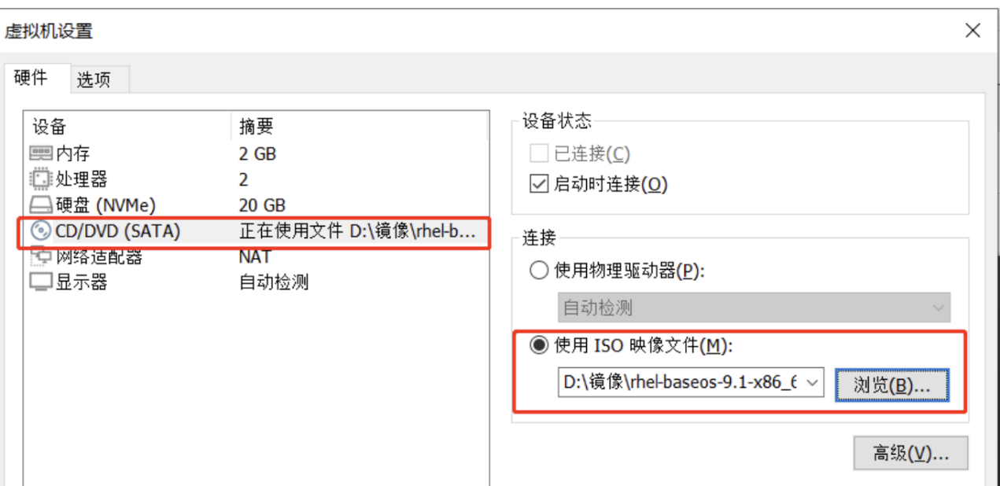 虚拟机设置
硬件 选项
设备 摘要
内存 2 GB
处理器 2
硬盘 (NVMe) 20 GB
CD/DVD (SATA) 正在使用文件 D:\镜像\rhel-b...
网络适配器 NAT
显示器 自动检测
设备状态
已连接(C)
启动时连接(O)
连接
使用物理驱动器(P):
自动检测
使用 ISO 映像文件(M):
D:\镜像\rhel-baseos-9.1-x86_6
浏览(B)...
高级(V)...